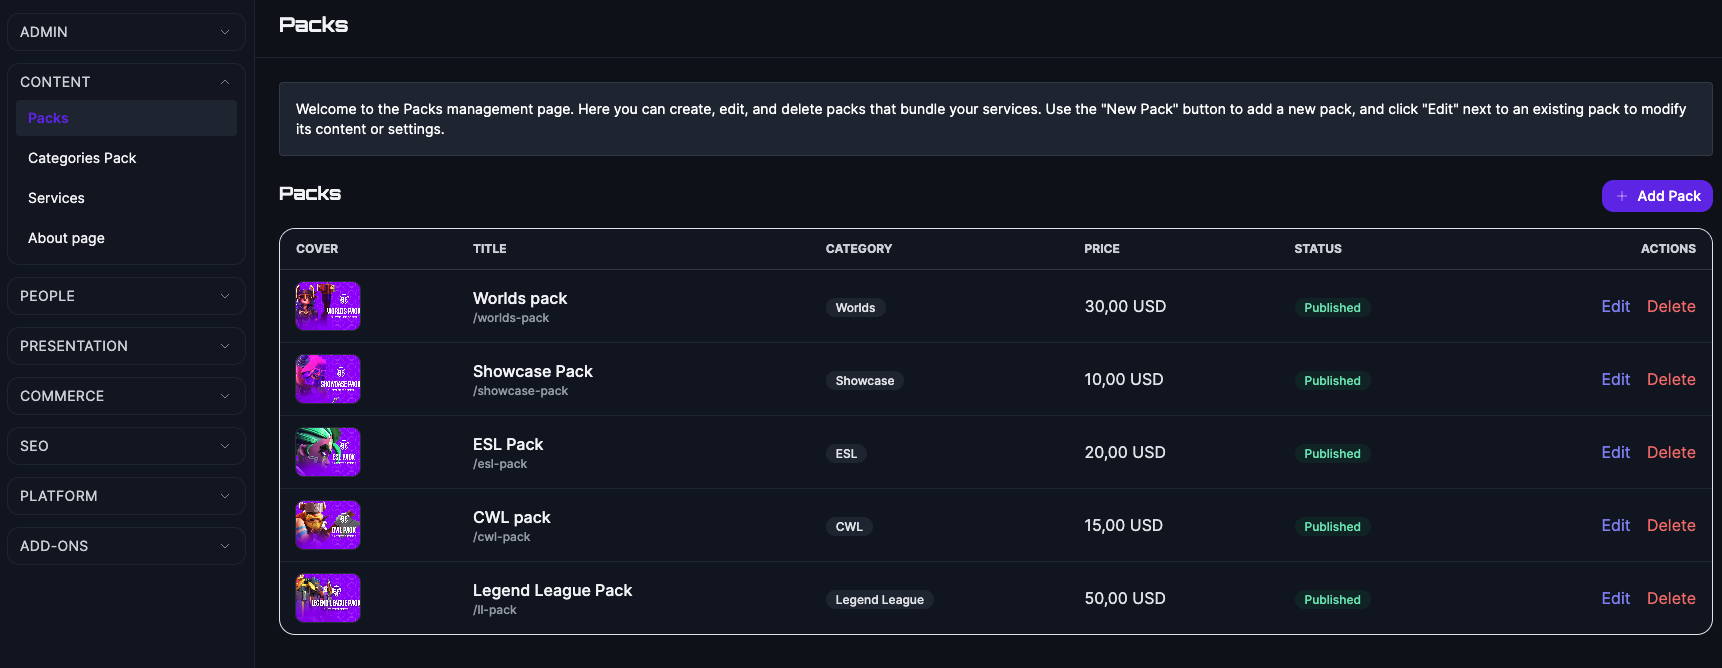 Packs
ADMIN
CONTENT
Packs
Categories Pack
Services
About page
PEOPLE
PRESENTATION
COMMERCE
SEO
PLATFORM
ADD-ONS
Welcome to the Packs management page. Here you can create, edit, and delete packs that bundle your services. Use the "New Pack" button to add a new pack, and click "Edit" next to an existing pack to modify
its content or settings.
Packs
+ Add Pack
COVER TITLE CATEGORY PRICE STATUS ACTIONS
WORLDS PACK
Worlds pack
/worlds-pack
Worlds 30,00 USD Published Edit Delete
SHOWCASE PACK
Showcase Pack
/showcase-pack
Showcase 10,00 USD Published Edit Delete
ESL PACK
ESL Pack
/esl-pack
ESL 20,00 USD Published Edit Delete
CWL PACK
CWL pack
/cwl-pack
CWL 15,00 USD Published Edit Delete
LEGEND LEAGUE PACK
Legend League Pack
/ll-pack
Legend League 50,00 USD Published Edit Delete